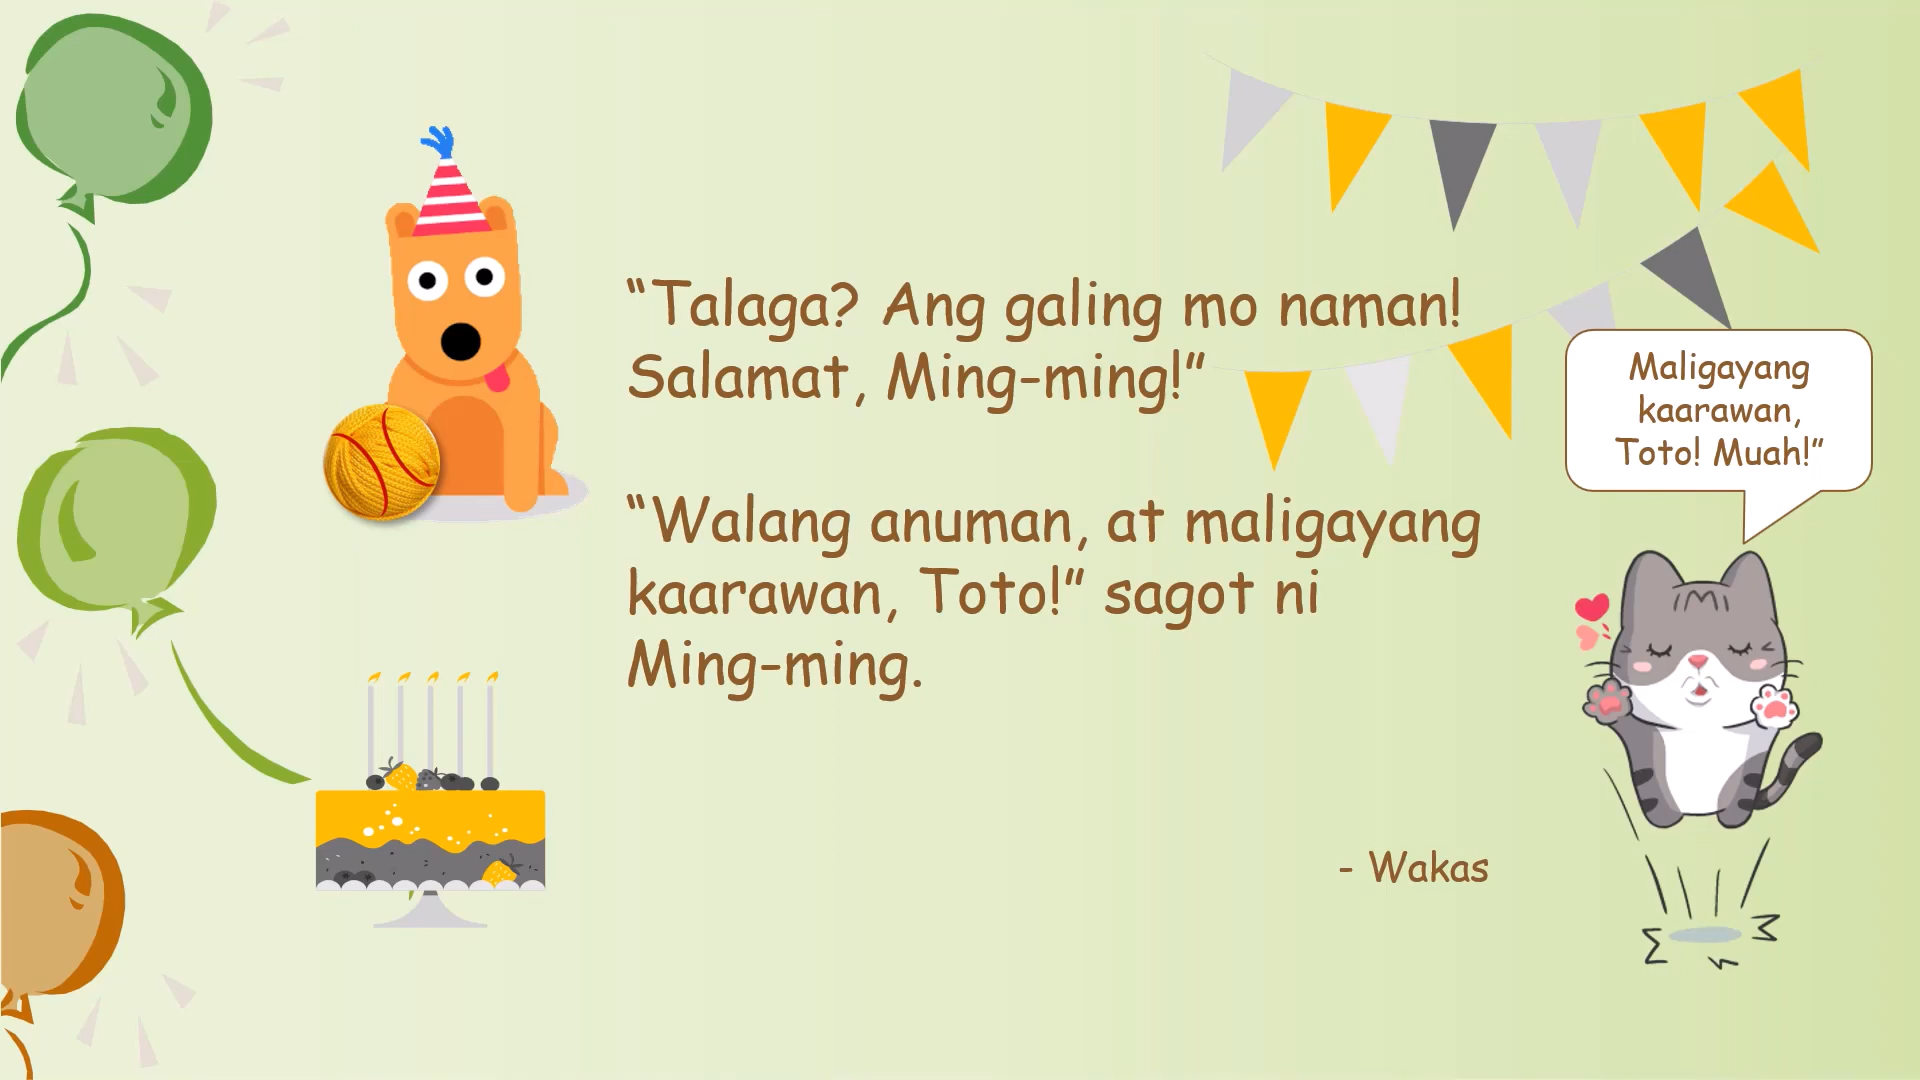 “Talaga? Ang galing mo naman!
Salamat, Ming-ming!”
“Walang anuman, at maligayang
kaarawan, Toto!” sagot ni
Ming-ming.
- Wakas
Maligayang
kaarawan,
Toto! Muah!”